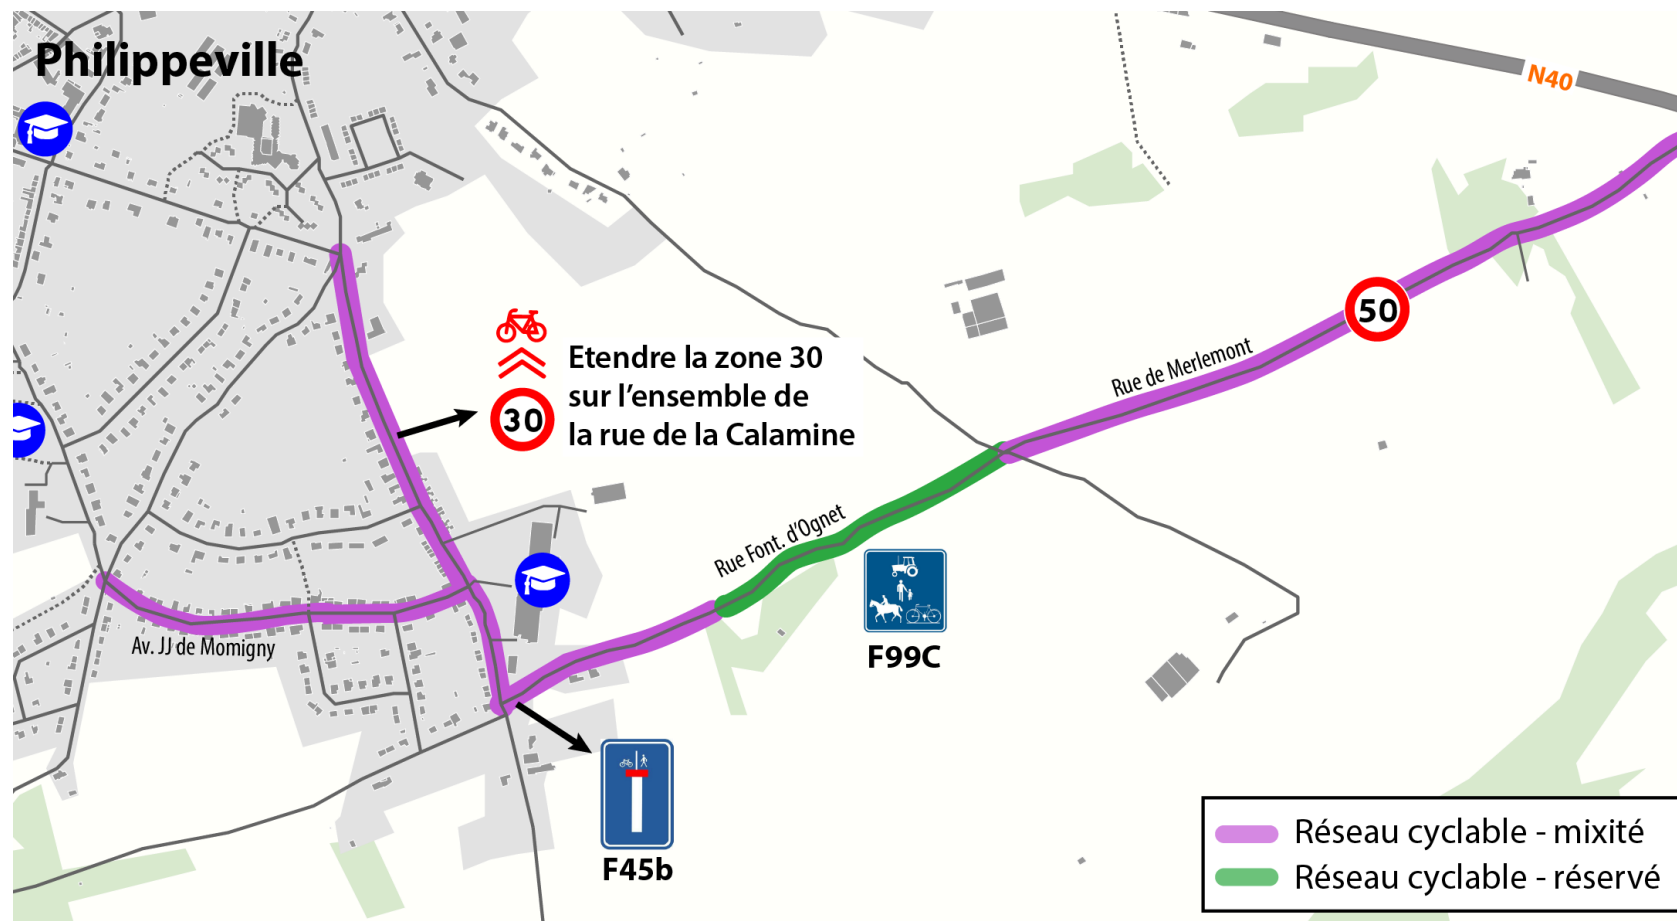 Philippeville
N40
50
Etendre la zone 30
sur l'ensemble de
la rue de la Calamine
30
Rue de Merlemont
Rue Font. d'Ognet
F99C
Av. JJ de Momigny
F45b
Réseau cyclable - mixité
Réseau cyclable - réservé